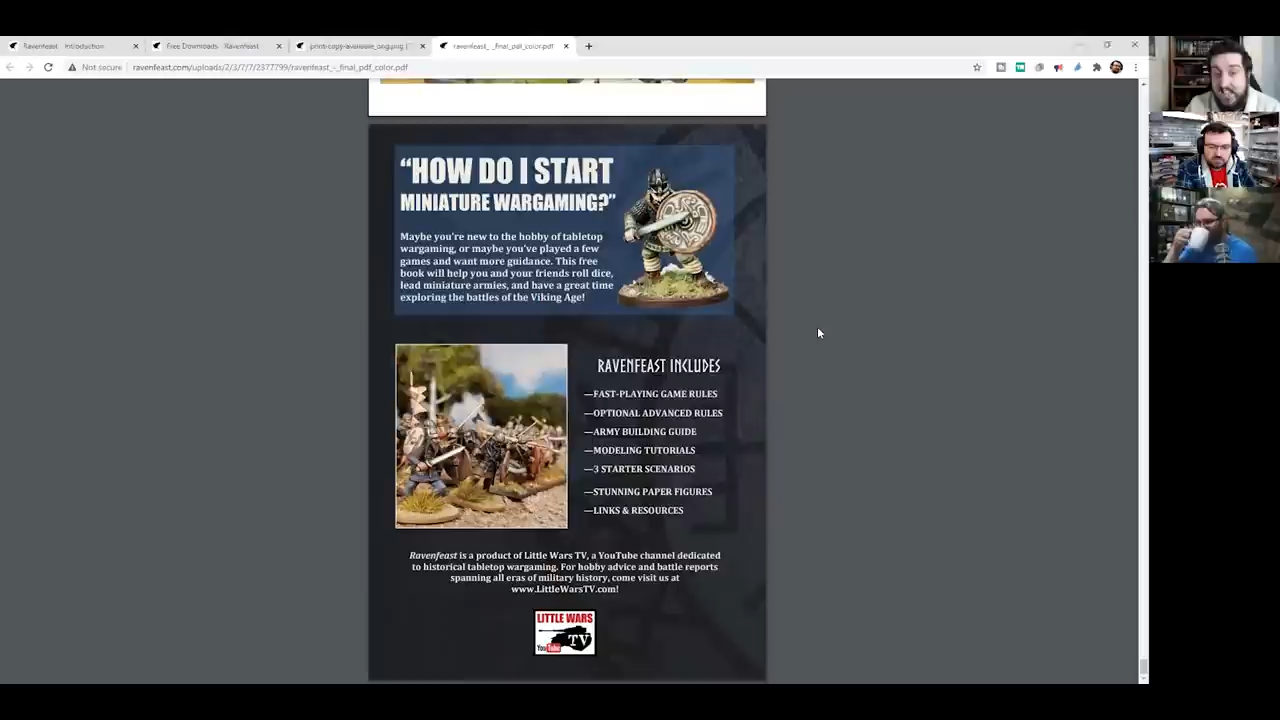 Ravenfeast
Introduction
Free Downloads
Ravenfeast
ravenfeast_-_final_pdf_color.pdf
Not secure
ravenfeast.com/uploads/2/3/7/7/2377799/ravenfeast_-_final_pdf_color.pdf
“HOW DO I START
MINIATURE WARGAMING?”
Maybe you're new to the hobby of tabletop
wargaming, or maybe you've played a few
games and want more guidance. This free
book will help you and your friends roll dice,
lead miniature armies, and have a great time
exploring the battles of the Viking Age!
RAVENFEAST INCLUDES
—FAST-PLAYING GAME RULES
—OPTIONAL ADVANCED RULES
—ARMY BUILDING GUIDE
—MODELING TUTORIALS
—3 STARTER SCENARIOS
—STUNNING PAPER FIGURES
—LINKS & RESOURCES
Ravenfeast is a product of Little Wars TV, a YouTube channel dedicated
to historical tabletop wargaming. For hobby advice and battle reports
spanning all eras of military history, come visit us at
www.LittleWarsTV.com!
LITTLE WARS
TV
YouTube